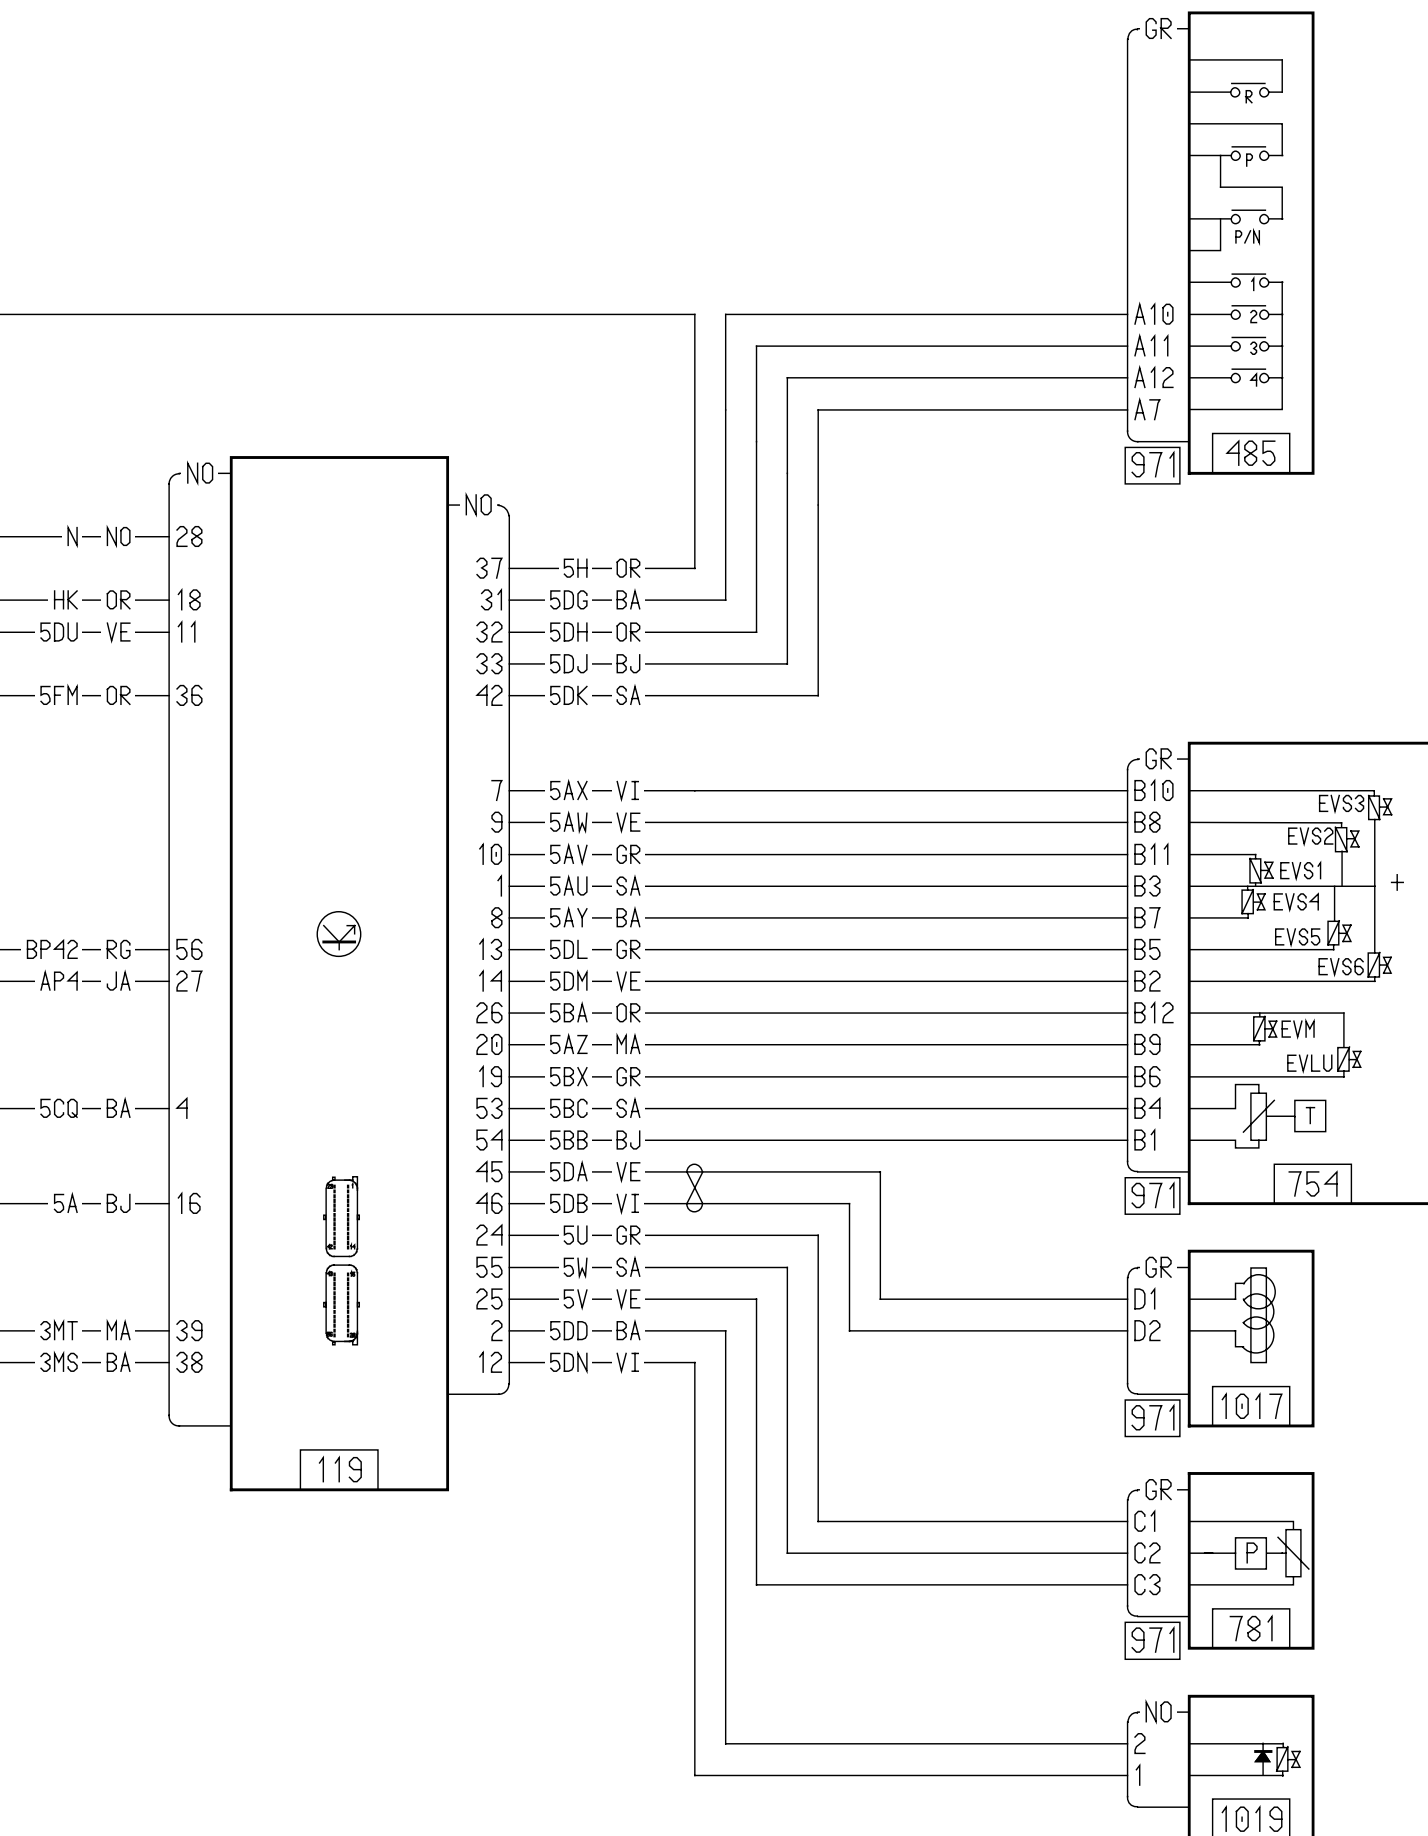 GR
R
P
P/N
1
A10 2
A11 3
A12 4
A7
971 485
NO
NO
N NO 28
37 5H OR
HK OR 18
31 5DG BA
5DU VE 11
32 5DH OR
33 5DJ BJ
5FM OR 36
42 5DK SA
GR
7 5AX VI B10 EVS3
9 5AW VE B8 EVS2
10 5AV GR B11 EVS1
1 5AU SA B3 +
8 5AY BA B7 EVS4
BP42 RG 56
13 5DL GR B5 EVS5
AP4 JA 27
14 5DM VE B2 EVS6
26 5BA OR B12
20 5AZ MA B9 EVM
19 5BX GR B6 EVLU
5CQ BA 4
53 5BC SA B4 T
54 5BB BJ B1
45 5DA VE
971 754
5A BJ 16
46 5DB VI
24 5U GR
55 5W SA
GR
25 5V VE D1
3MT MA 39
2 5DD BA D2
3MS BA 38
12 5DN VI
971 1017
119
GR
C1
C2 P
C3
971 781
NO
2
1
1019